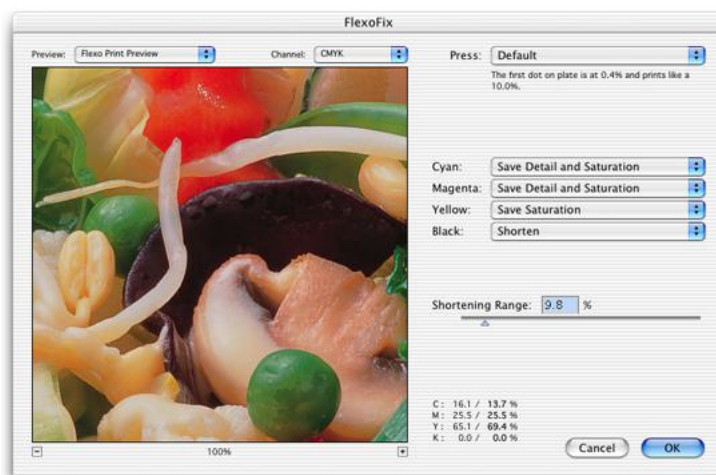 FlexoFix
Preview: Flexo Print Preview Channel: CMYK Press: Default
The first dot on plate is at 0.4% and prints like a
10.0%.
Cyan: Save Detail and Saturation
Magenta: Save Detail and Saturation
Yellow: Save Saturation
Black: Shorten
Shortening Range: 9.8 %
C: 16.1 / 13.7 %
M: 25.5 / 25.5 %
Y: 65.1 / 69.4 %
K: 0.0 / 0.0 %
100% Cancel OK